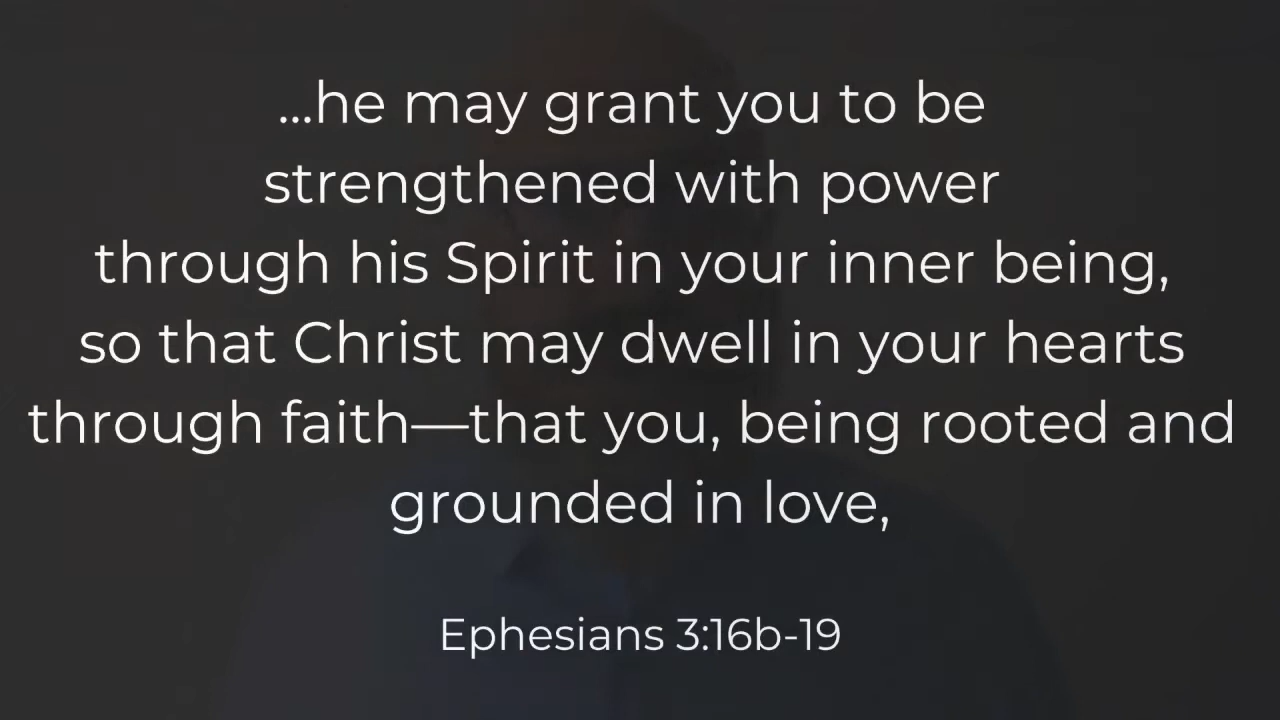 ...he may grant you to be
strengthened with power
through his Spirit in your inner being,
so that Christ may dwell in your hearts
through faith—that you, being rooted and
grounded in love,
Ephesians 3:16b-19